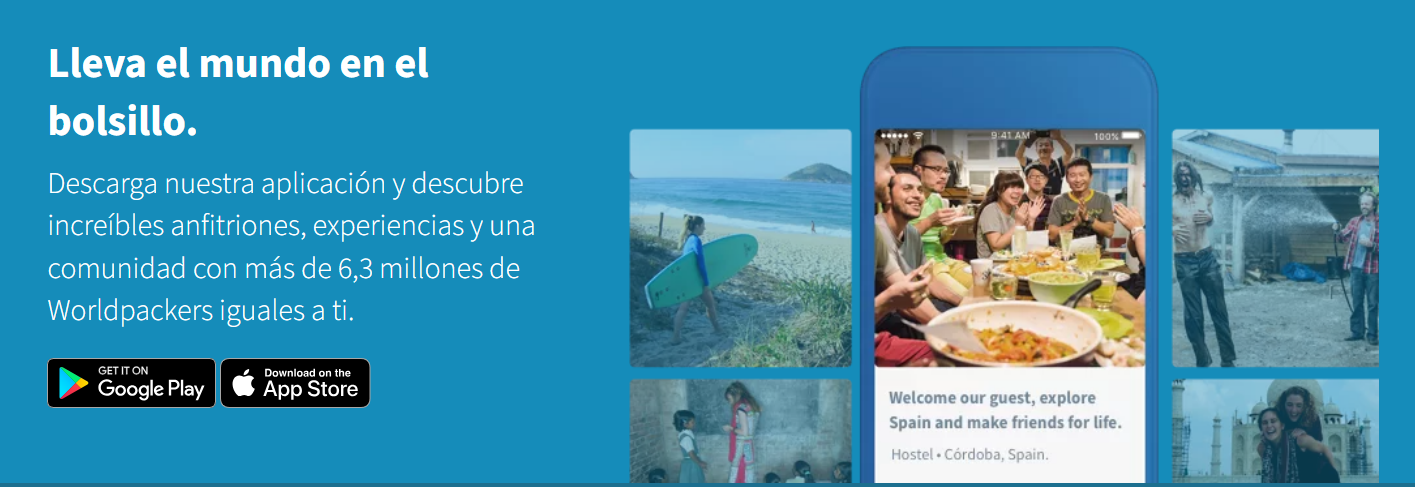 Lleva el mundo en el
bolsillo.
Descarga nuestra aplicación y descubre
increíbles anfitriones, experiencias y una
comunidad con más de 6,3 millones de
Worldpackers iguales a ti.
GET IT ON
Google Play
Download on the
App Store
9:41 AM
100%
Welcome our guest, explore
Spain and make friends for life.
Hostel • Córdoba, Spain.